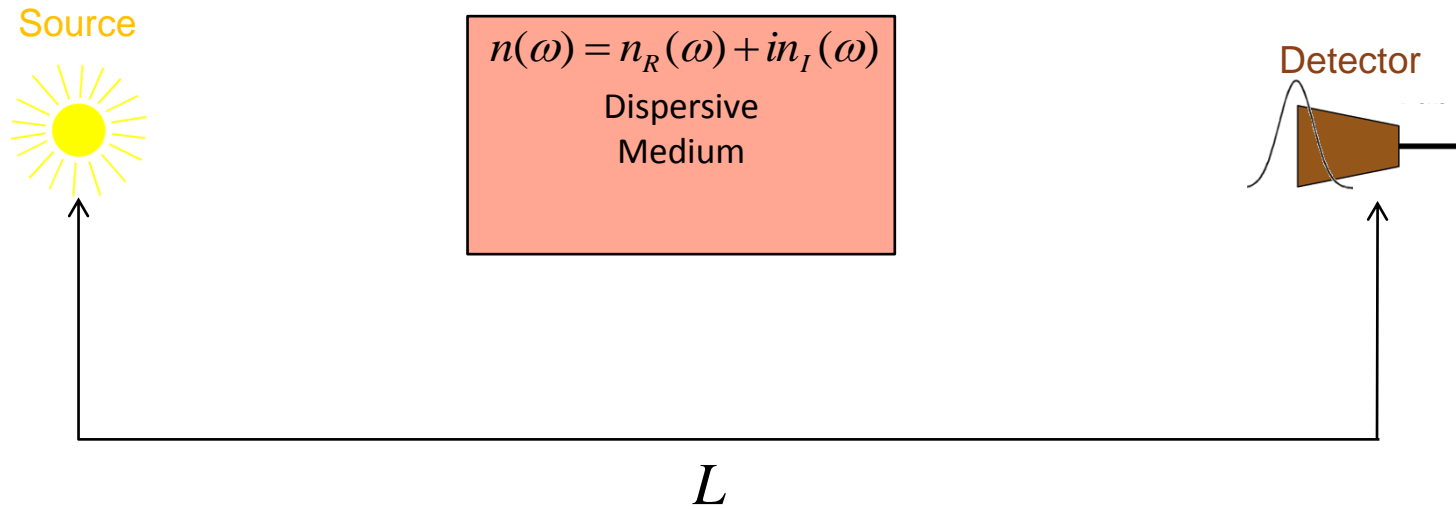 Source
n(ω) = n_R(ω) + in_I(ω)
Dispersive
Medium
Detector
L